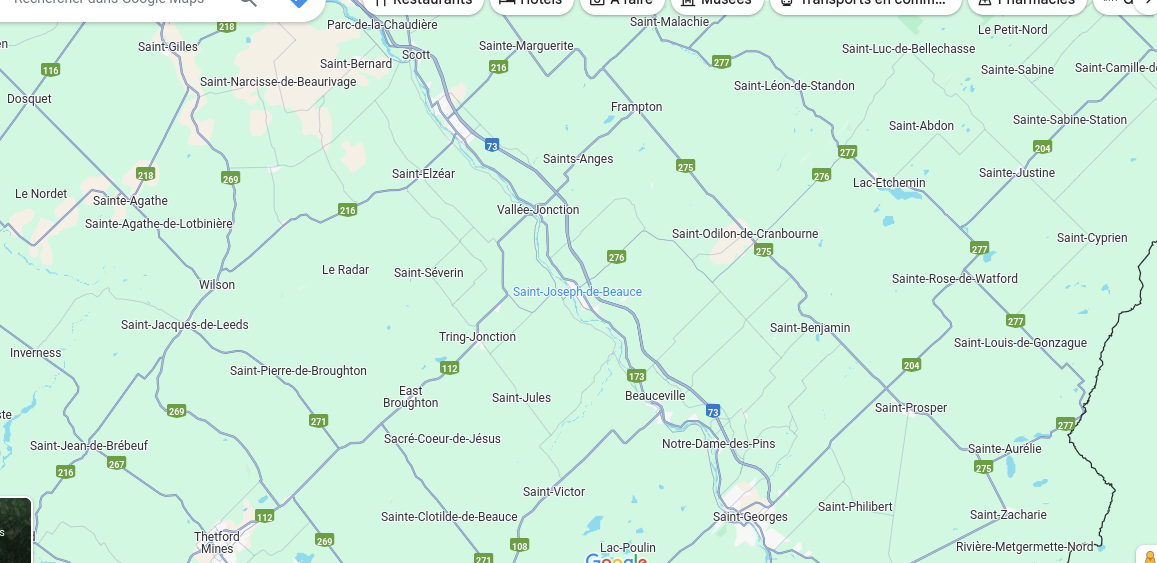 Rechercher dans Google Maps
Restaurants
Hôtels
À faire
Musées
Transports en comm...
Pharmacies
218
Parc-de-la-Chaudière
Saint-Malachie
Le Petit-Nord
Saint-Gilles
Scott
Sainte-Marguerite
Saint-Luc-de-Bellechasse
116
Saint-Bernard
216
277
Sainte-Sabine
Saint-Camille-de
Saint-Narcisse-de-Beaurivage
Saint-Léon-de-Standon
Dosquet
Frampton
Saint-Abdon
Sainte-Sabine-Station
73
204
277
Saints-Anges
275
276
Sainte-Justine
218
269
Saint-Elzéar
Lac-Etchemin
Le Nordet
Sainte-Agathe
216
Vallée-Jonction
Sainte-Agathe-de-Lotbinière
Saint-Odilon-de-Cranbourne
Saint-Cyprien
275
277
276
Le Radar
Saint-Séverin
Wilson
Sainte-Rose-de-Watford
Saint-Joseph-de-Beauce
Saint-Jacques-de-Leeds
Saint-Benjamin
277
Tring-Jonction
Saint-Louis-de-Gonzague
Inverness
112
204
Saint-Pierre-de-Broughton
173
East
Broughton
Saint-Jules
Beauceville
269
73
Saint-Prosper
271
277
Saint-Jean-de-Brébeuf
Sacré-Coeur-de-Jésus
Notre-Dame-des-Pins
Sainte-Aurélie
267
216
275
Saint-Victor
Saint-Philibert
112
Sainte-Clotilde-de-Beauce
Saint-Georges
Saint-Zacharie
Thetford
Mines
269
108
Lac-Poulin
Rivière-Metgermette-Nord
271
Google